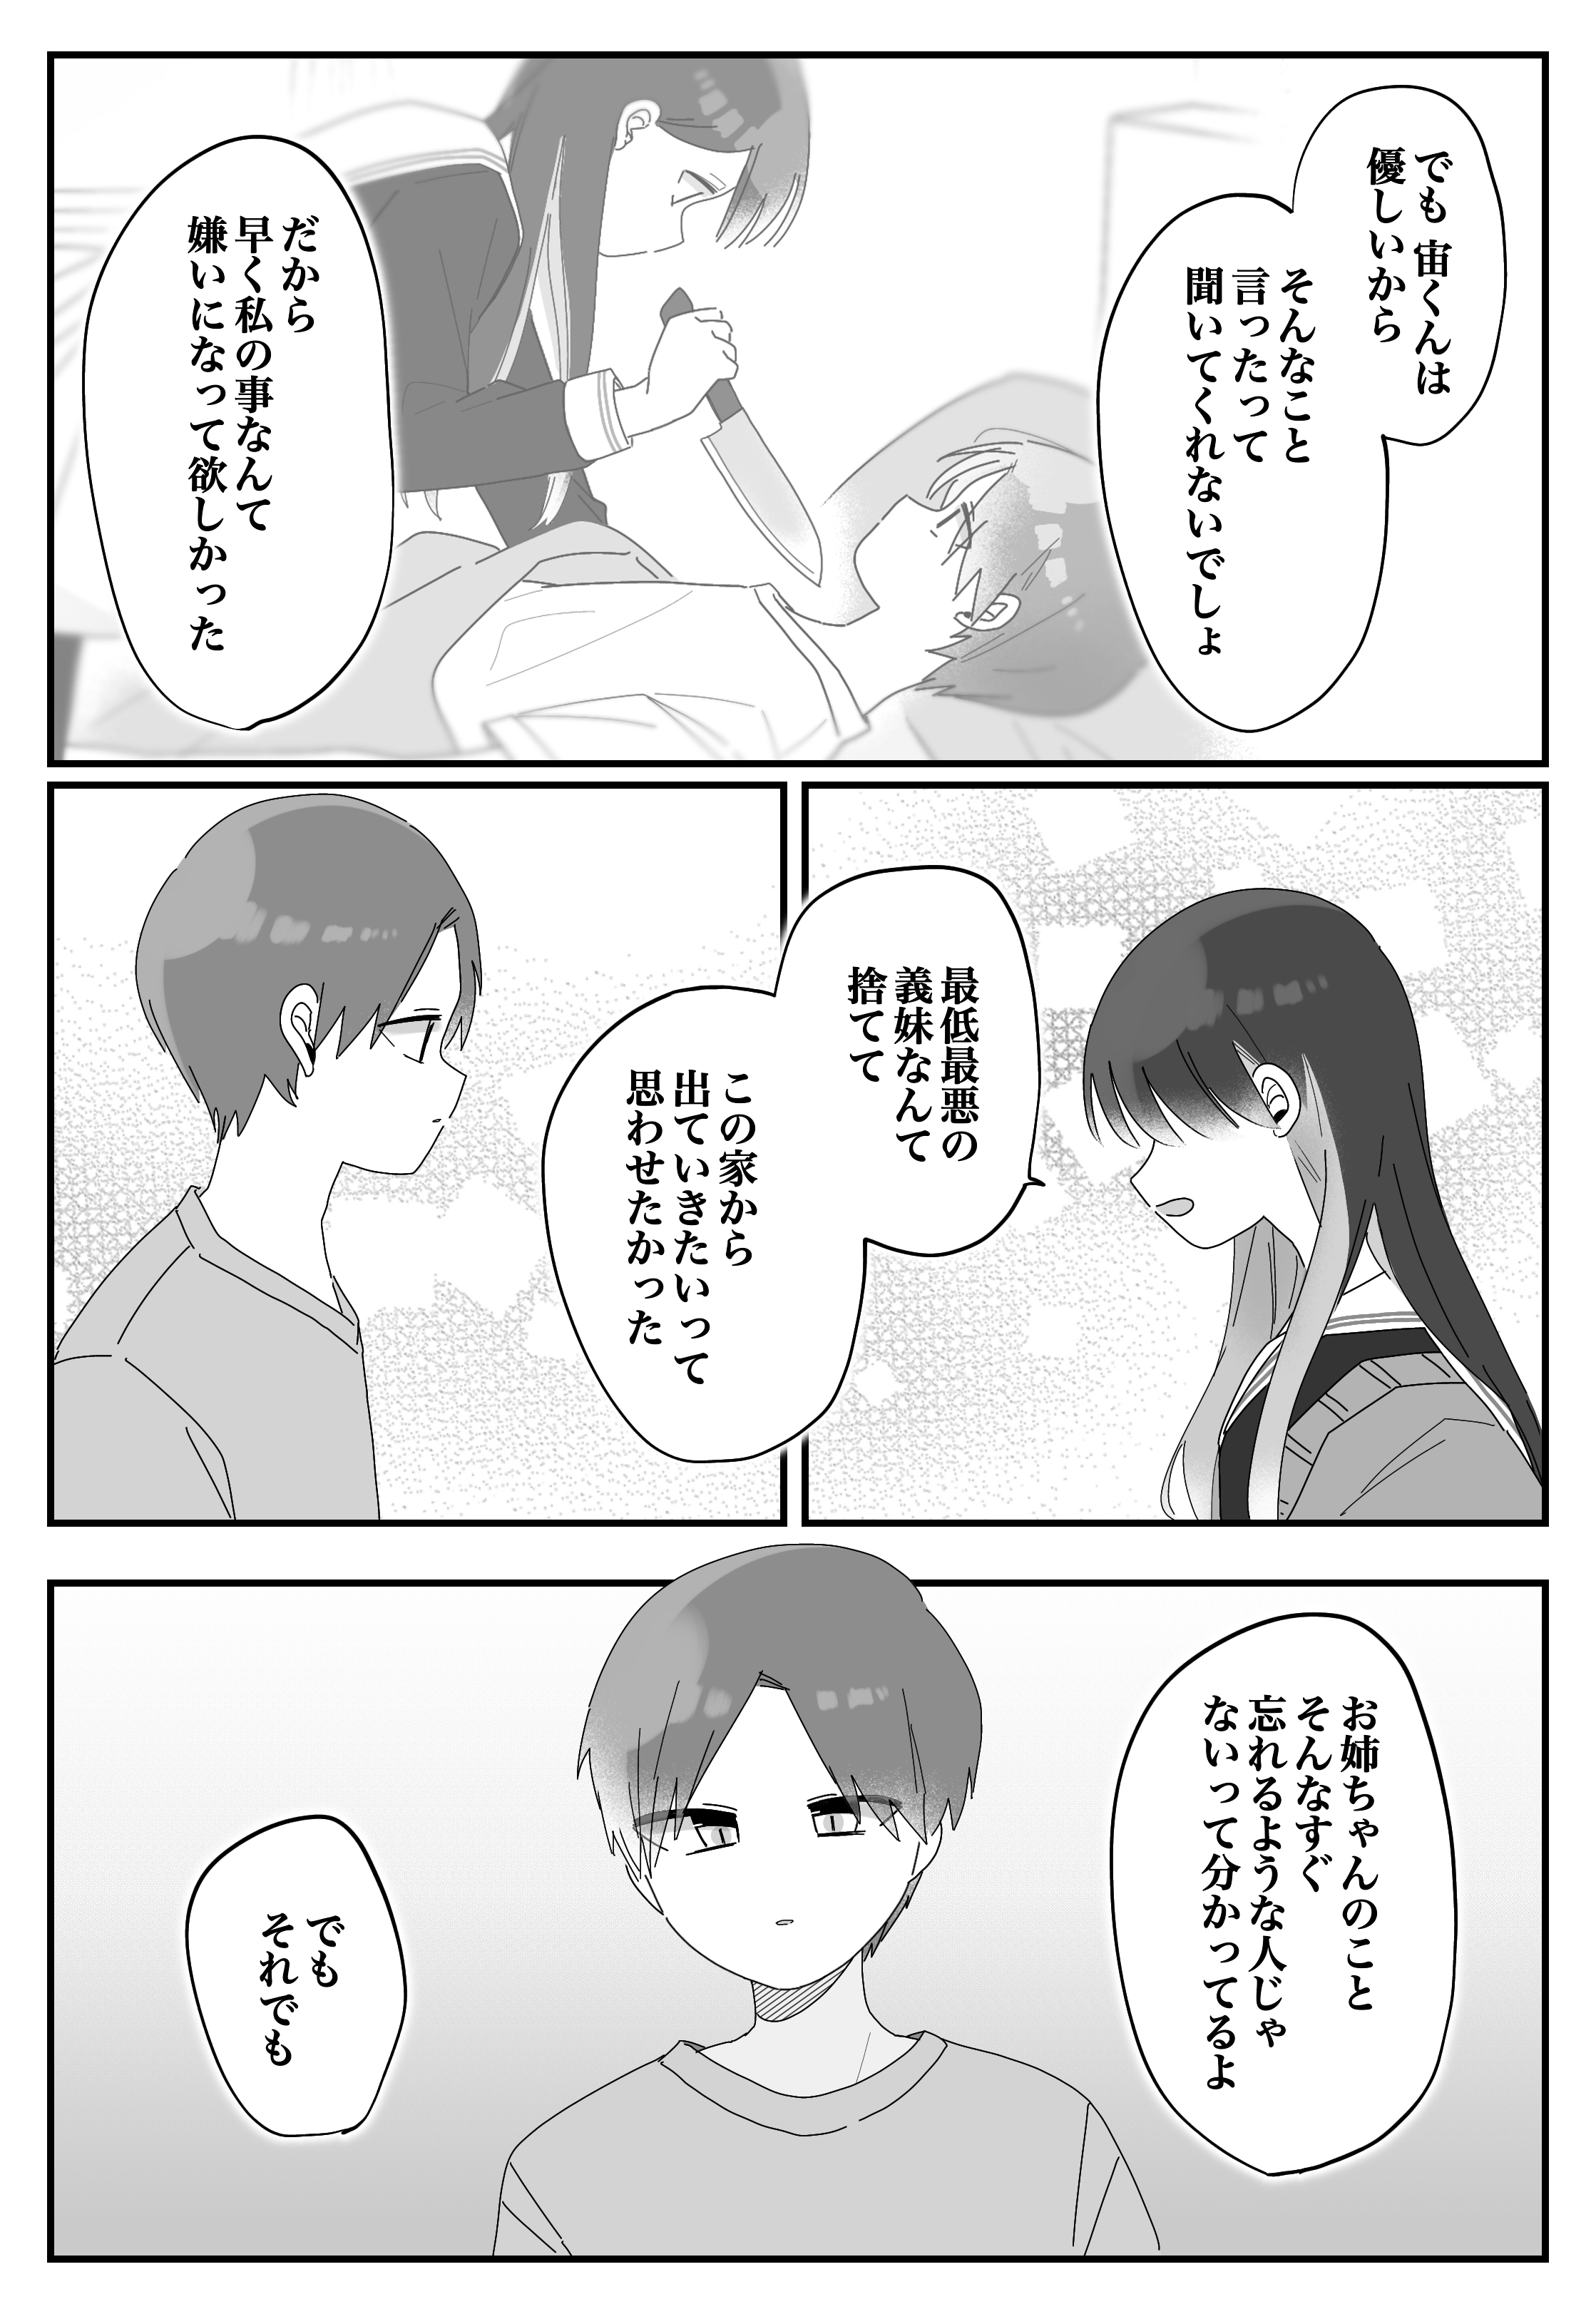 でも 宙くんは
優しいから
そんなこと
言ったって
聞いてくれないでしょ
だから
早く私の事なんて
嫌いになって欲しかった
最低最悪の
義妹なんて
捨てて
この家から
出ていきたいって
思わせたかった
お姉ちゃんのこと
そんなすぐ
忘れるような人じゃ
ないって分かってるよ
でも
それでも